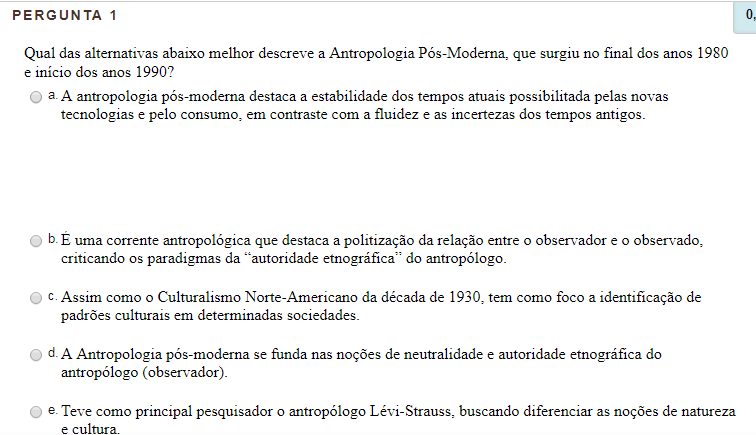 PERGUNTA 1
0,
Qual das alternativas abaixo melhor descreve a Antropologia Pós-Moderna, que surgiu no final dos anos 1980
e início dos anos 1990?
a. A antropologia pós-moderna destaca a estabilidade dos tempos atuais possibilitada pelas novas
tecnologias e pelo consumo, em contraste com a fluidez e as incertezas dos tempos antigos.
b. É uma corrente antropológica que destaca a politização da relação entre o observador e o observado,
criticando os paradigmas da “autoridade etnográfica” do antropólogo.
c. Assim como o Culturalismo Norte-Americano da década de 1930, tem como foco a identificação de
padrões culturais em determinadas sociedades.
d. A Antropologia pós-moderna se funda nas noções de neutralidade e autoridade etnográfica do
antropólogo (observador).
e. Teve como principal pesquisador o antropólogo Lévi-Strauss, buscando diferenciar as noções de natureza
e cultura.